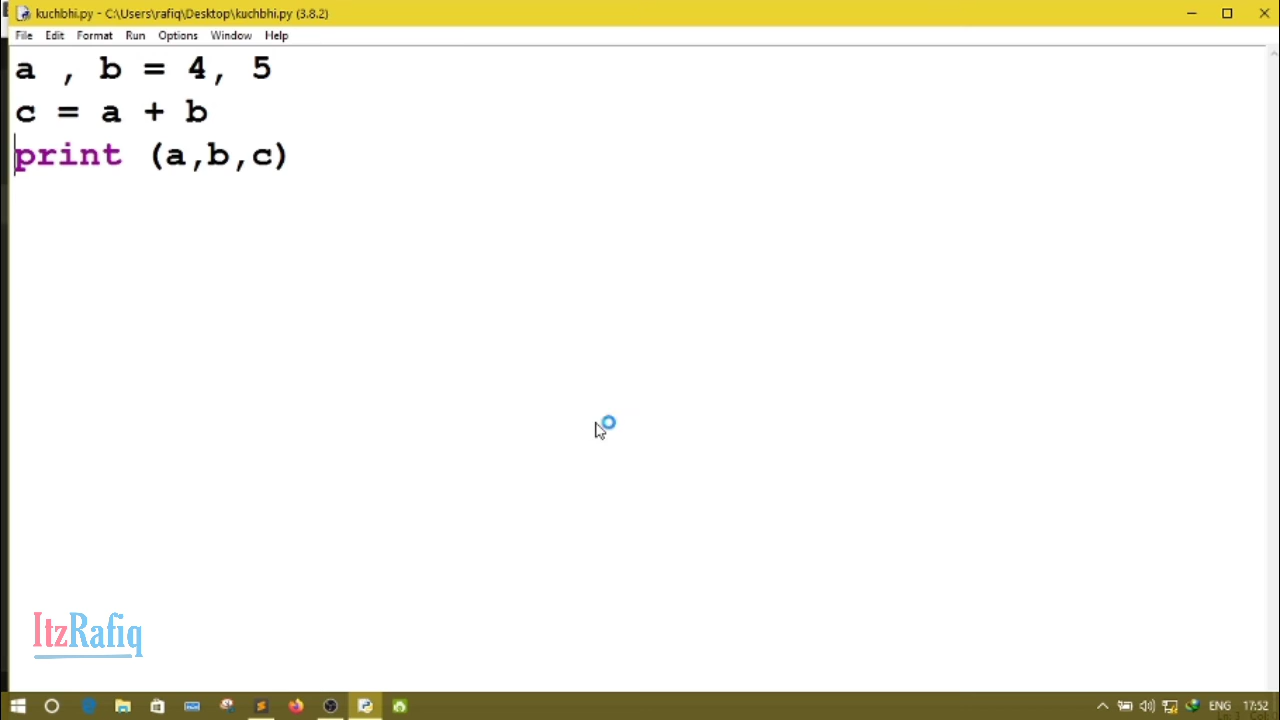 kuchbhi.py - C:\Users\rafiq\Desktop\kuchbhi.py (3.8.2)
File Edit Format Run Options Window Help
a , b = 4, 5
c = a + b
print (a,b,c)
ItzRafiq
ENG 17:52